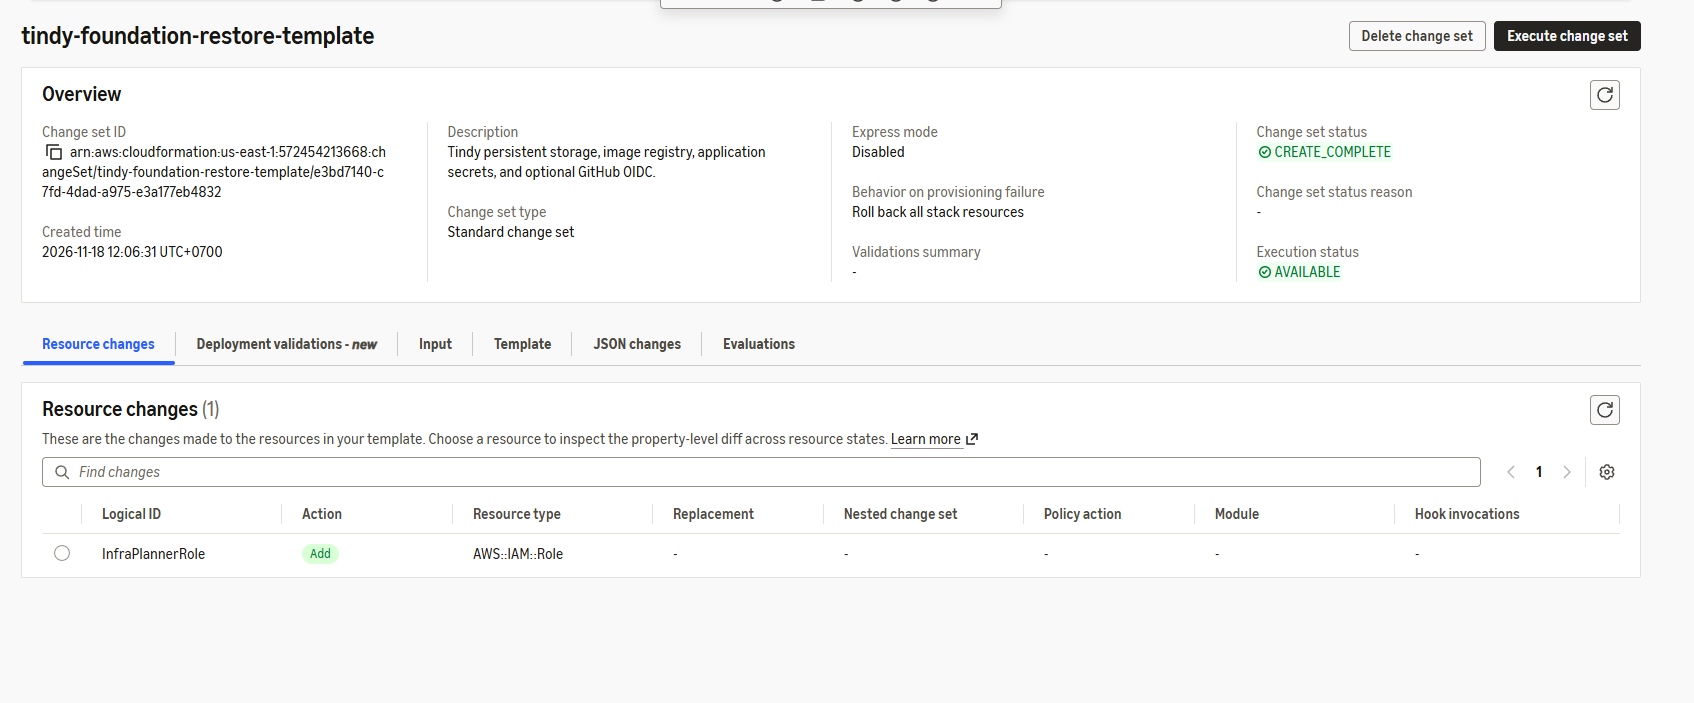 tindy-foundation-restore-template
Delete change set
Execute change set
Overview
Change set ID
arn:aws:cloudformation:us-east-1:572454213668:ch
angeSet/tindy-foundation-restore-template/e3bd7140-c
7fd-4dad-a975-e3a177eb4832
Created time
2026-11-18 12:06:31 UTC+0700
Description
Tindy persistent storage, image registry, application
secrets, and optional GitHub OIDC.
Change set type
Standard change set
Express mode
Disabled
Behavior on provisioning failure
Roll back all stack resources
Validations summary
-
Change set status
CREATE_COMPLETE
Change set status reason
-
Execution status
AVAILABLE
Resource changes
Deployment validations - new
Input
Template
JSON changes
Evaluations
Resource changes (1)
These are the changes made to the resources in your template. Choose a resource to inspect the property-level diff across resource states. Learn more
Find changes
1
Logical ID Action Resource type Replacement Nested change set Policy action Module Hook invocations
InfraPlannerRole Add AWS::IAM::Role - - - - -